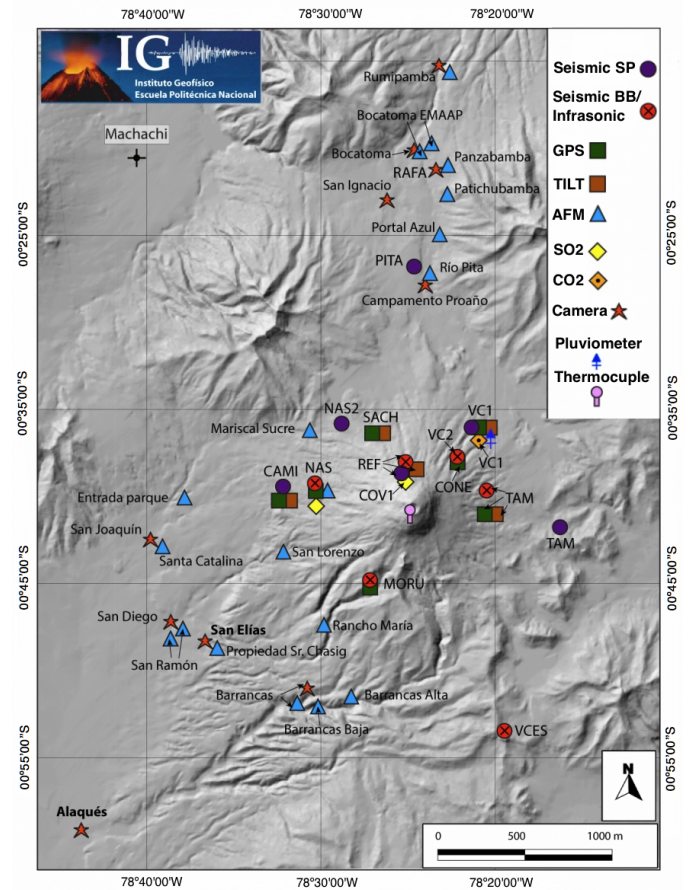 78°40'00"W
78°30'00"W
78°20'00"W
IG
Instituto Geofísico
Escuela Politécnica Nacional
Machachi
Rumipamba
Bocatoma EMAAP
Bocatoma
Panzabamba
RAFA
San Ignacio
Patichubamba
Portal Azul
PITA
Río Pita
Campamento Proaño
Seismic SP
Seismic BB/
Infrasonic
GPS
TILT
AFM
SO2
CO2
Camera
Pluviometer
Thermocuple
00°25'00"S
00°25'00"S
00°35'00"S
00°35'00"S
NAS2
SACH
VC1
Mariscal Sucre
VC2
REF
VC1
CAMI
NAS
CONE
COV1
TAM
Entrada parque
San Joaquín
TAM
Santa Catalina
San Lorenzo
00°45'00"S
00°45'00"S
MORU
San Diego
San Elías
Rancho María
San Ramón
Propiedad Sr. Chasig
Barrancas
Barrancas Alta
Barrancas Baja
VCES
00°55'00"S
00°55'00"S
N
Alaqués
0
500
1000 m
78°40'00"W
78°30'00"W
78°20'00"W